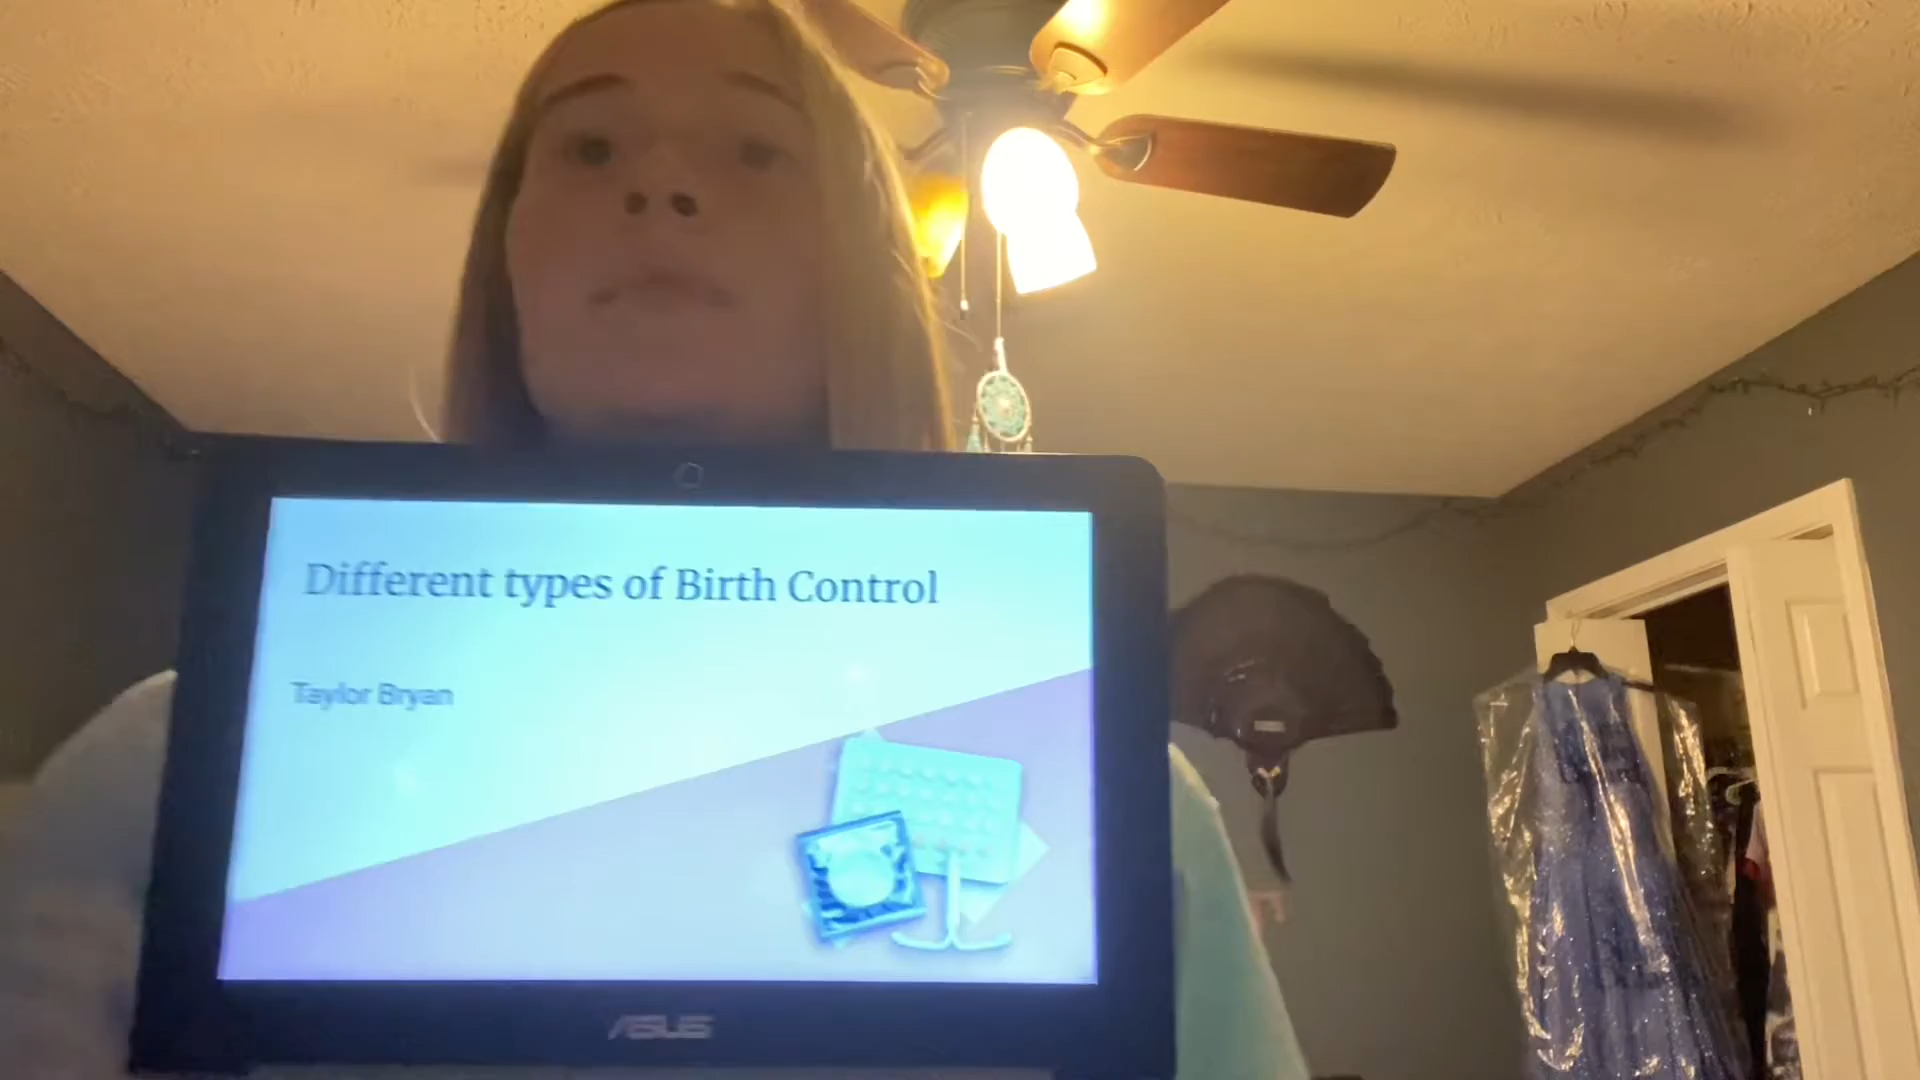 Different types of Birth Control
Taylor Bryan
ASUS